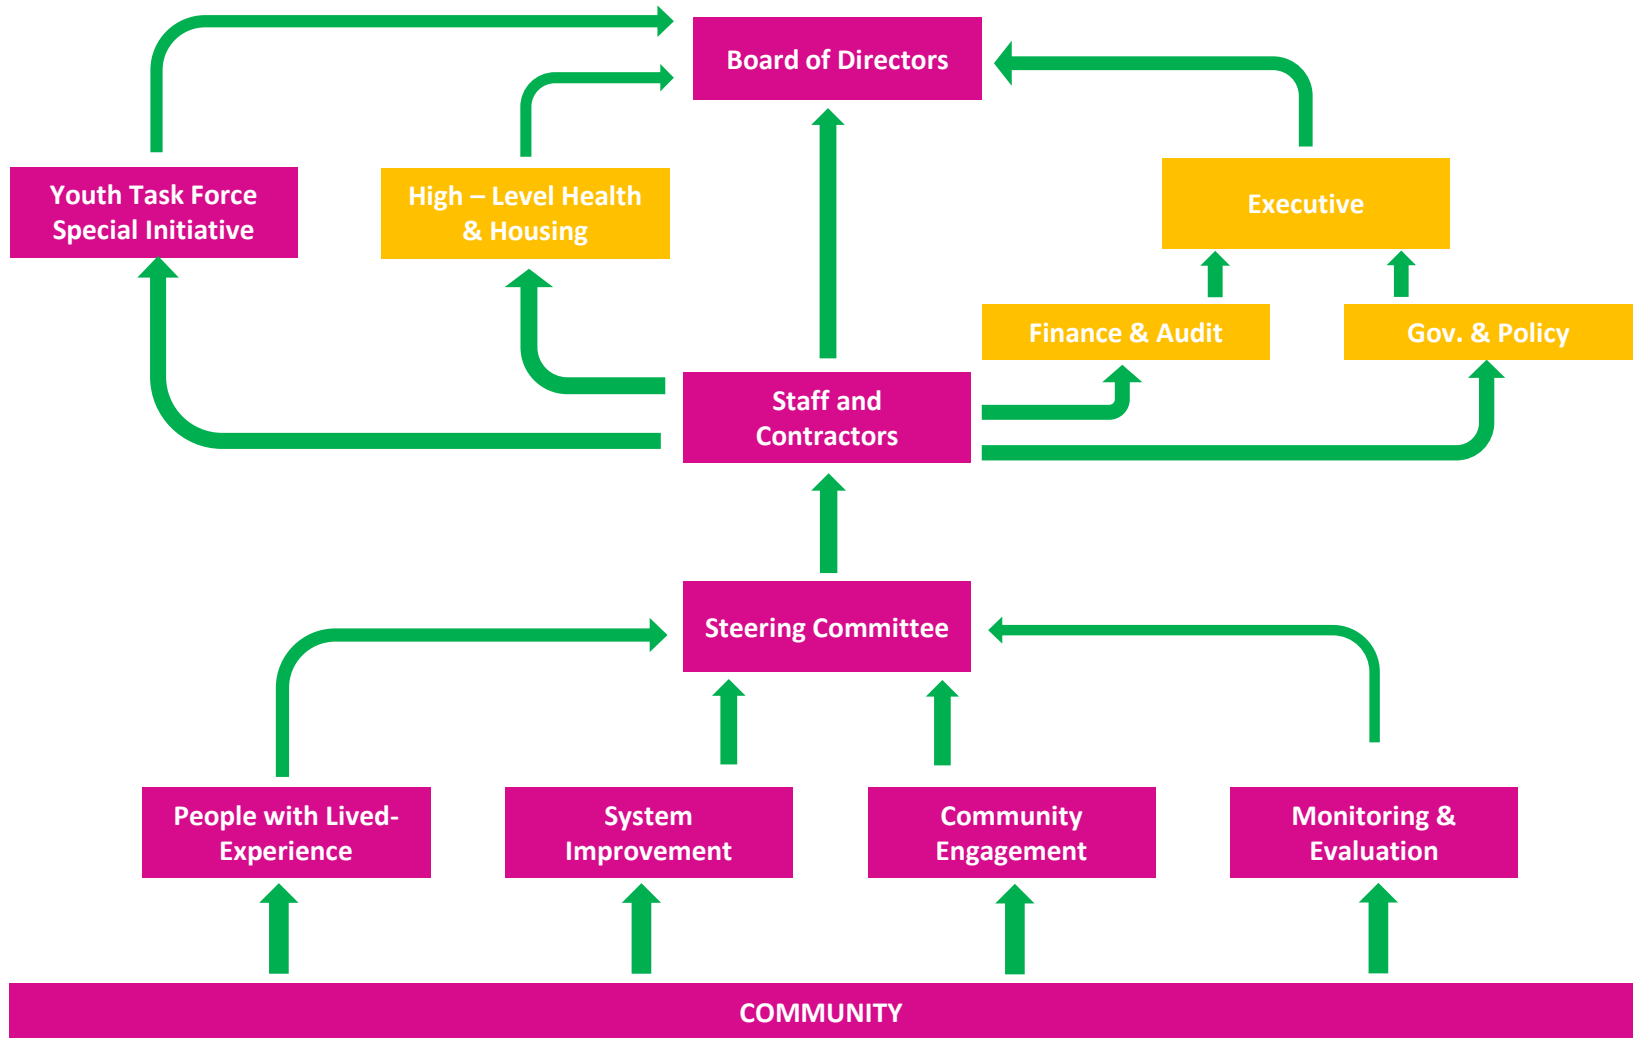 Board of Directors
Youth Task Force
Special Initiative
High – Level Health
& Housing
Executive
Finance & Audit
Gov. & Policy
Staff and
Contractors
Steering Committee
People with Lived-
Experience
System
Improvement
Community
Engagement
Monitoring &
Evaluation
COMMUNITY